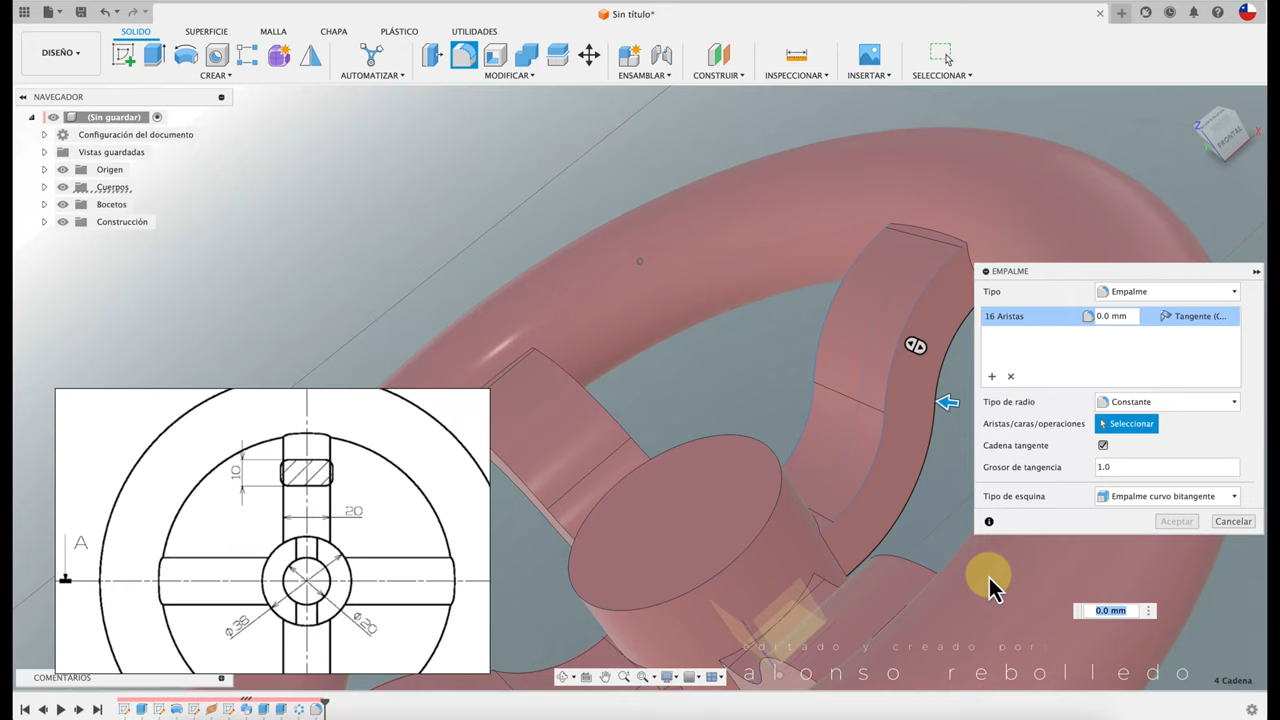 Sin título*
DISEÑO
SOLIDO
SUPERFICIE
MALLA
CHAPA
PLÁSTICO
UTILIDADES
CREAR
AUTOMATIZAR
MODIFICAR
ENSAMBLAR
CONSTRUIR
INSPECCIONAR
INSERTAR
SELECCIONAR
NAVEGADOR
(Sin guardar)
Configuración del documento
Vistas guardadas
Origen
Cuerpos
Bocetos
Construcción
Z
X
FRONTAL
EMPALME
Tipo
Empalme
16 Aristas
0.0 mm
Tangente (G...
Tipo de radio
Constante
Aristas/caras/operaciones
Seleccionar
Cadena tangente
Grosor de tangencia
1.0
Tipo de esquina
Empalme curvo bitangente
Aceptar
Cancelar
0.0 mm
10
20
A
Ø38
Ø20
editado y creado por:
alonso rebolledo
COMENTARIOS
4 Cadena